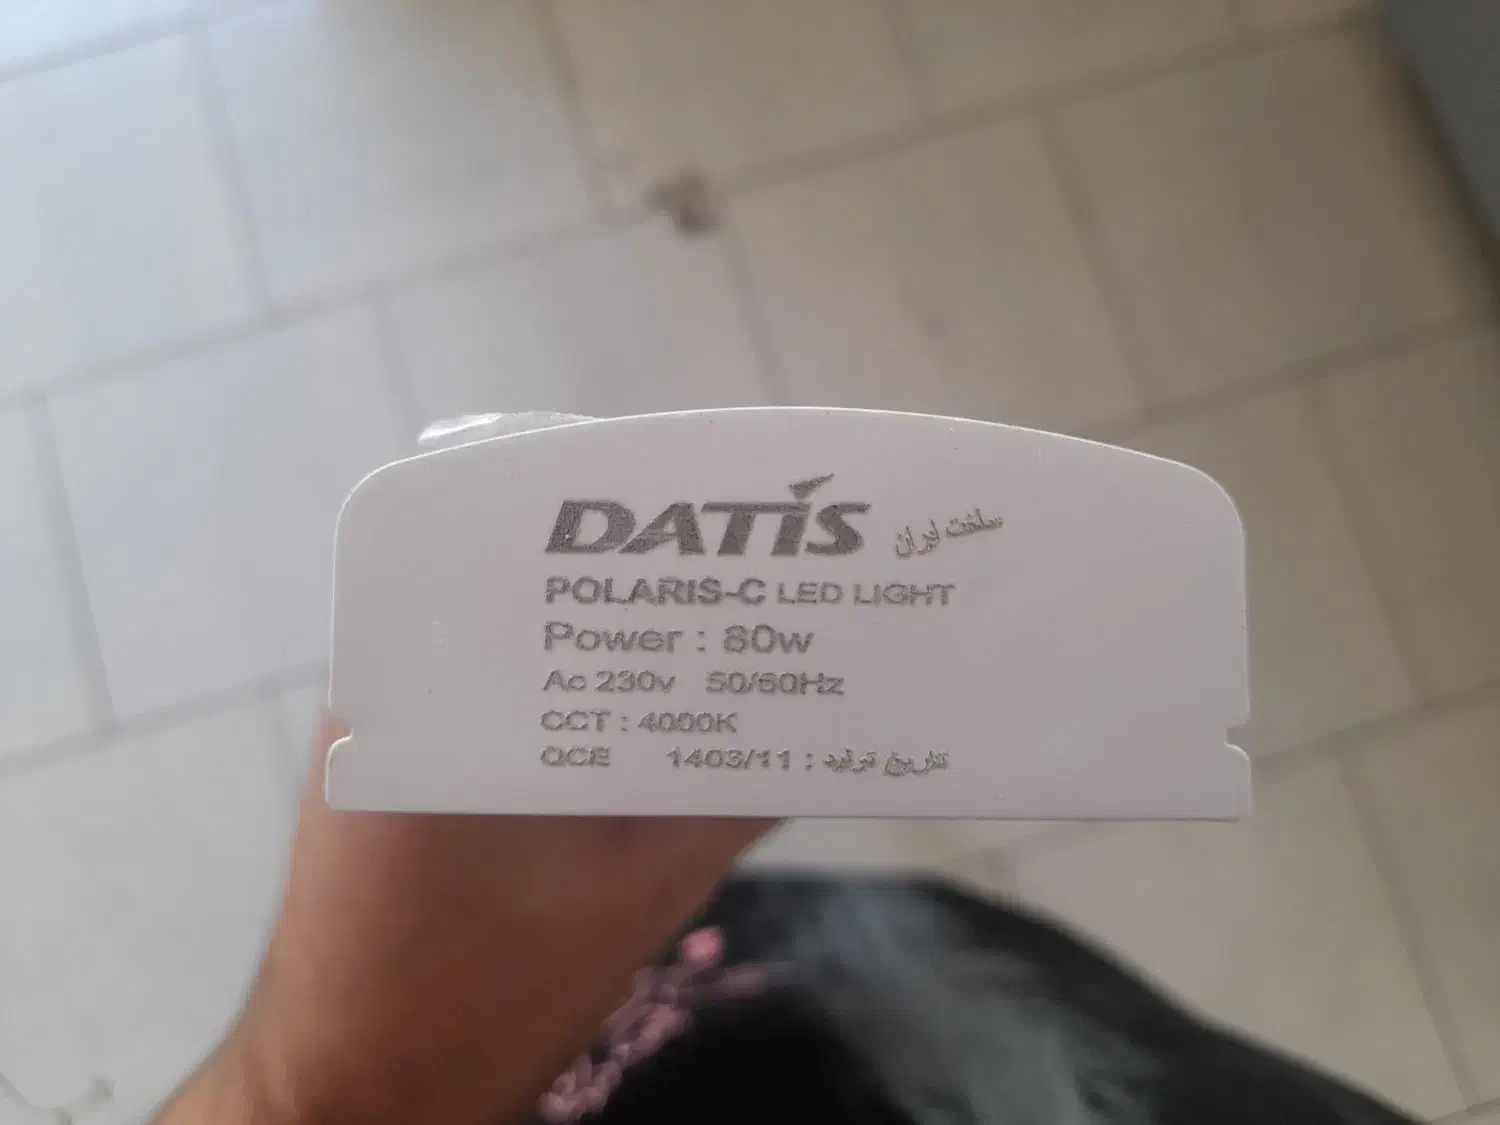 DATIS ساخت ایران
POLARIS-C LED LIGHT
Power : 80w
Ac 230v 50/60Hz
CCT : 4000K
QCE 1403/11 : تاریخ تولید